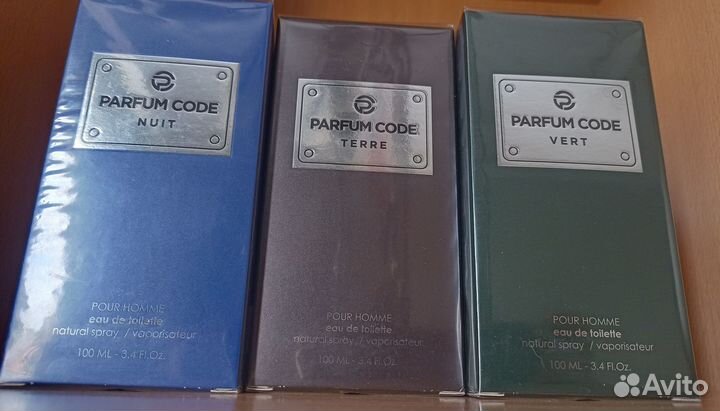 PARFUM CODE
NUIT
POUR HOMME
eau de toilette
natural spray / vaporisateur
100 ML - 3.4 Fl.Oz.
PARFUM CODE
TERRE
POUR HOMME
eau de toilette
natural spray / vaporisateur
100 ML - 3.4 Fl.Oz.
PARFUM CODE
VERT
POUR HOMME
eau de toilette
natural spray / vaporisateur
100 ML - 3.4 Fl.Oz.
Avito